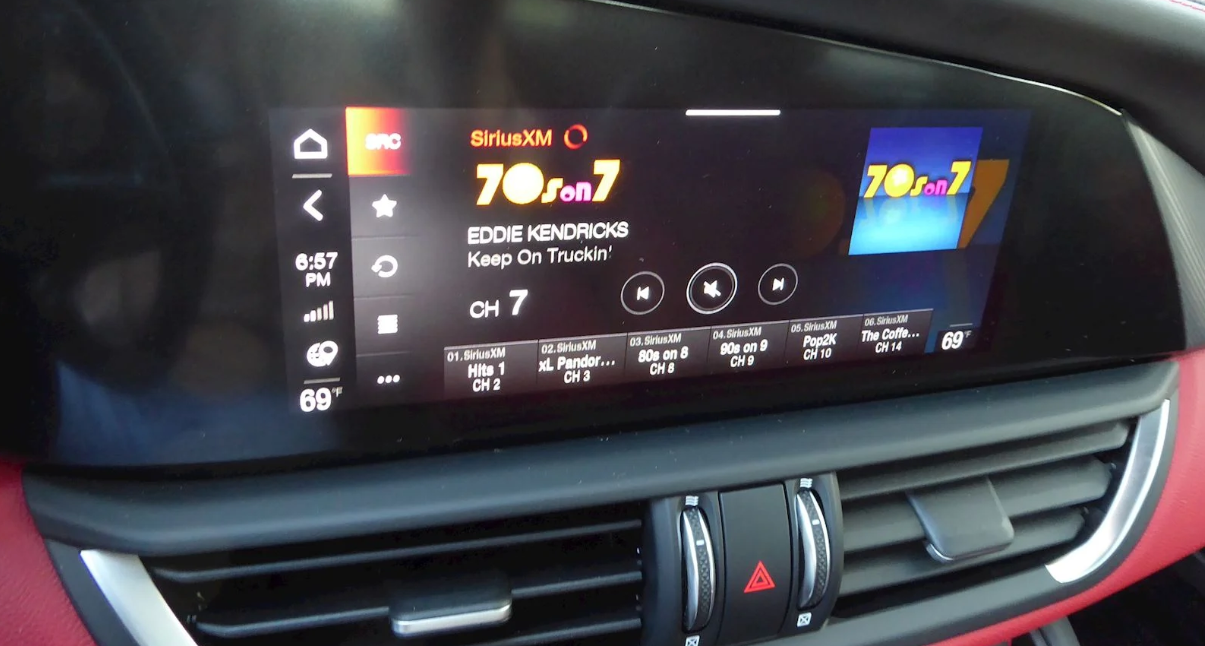 SRC
6:57
PM
69°F
SiriusXM
70s on 7
EDDIE KENDRICKS
Keep On Truckin'
CH 7
01.SiriusXM
Hits 1
CH 2
02.SiriusXM
xL Pandor...
CH 3
03.SiriusXM
80s on 8
CH 8
04.SiriusXM
90s on 9
CH 9
05.SiriusXM
Pop2K
CH 10
06.SiriusXM
The Coffe...
CH 14
70s on 7
7
69°F